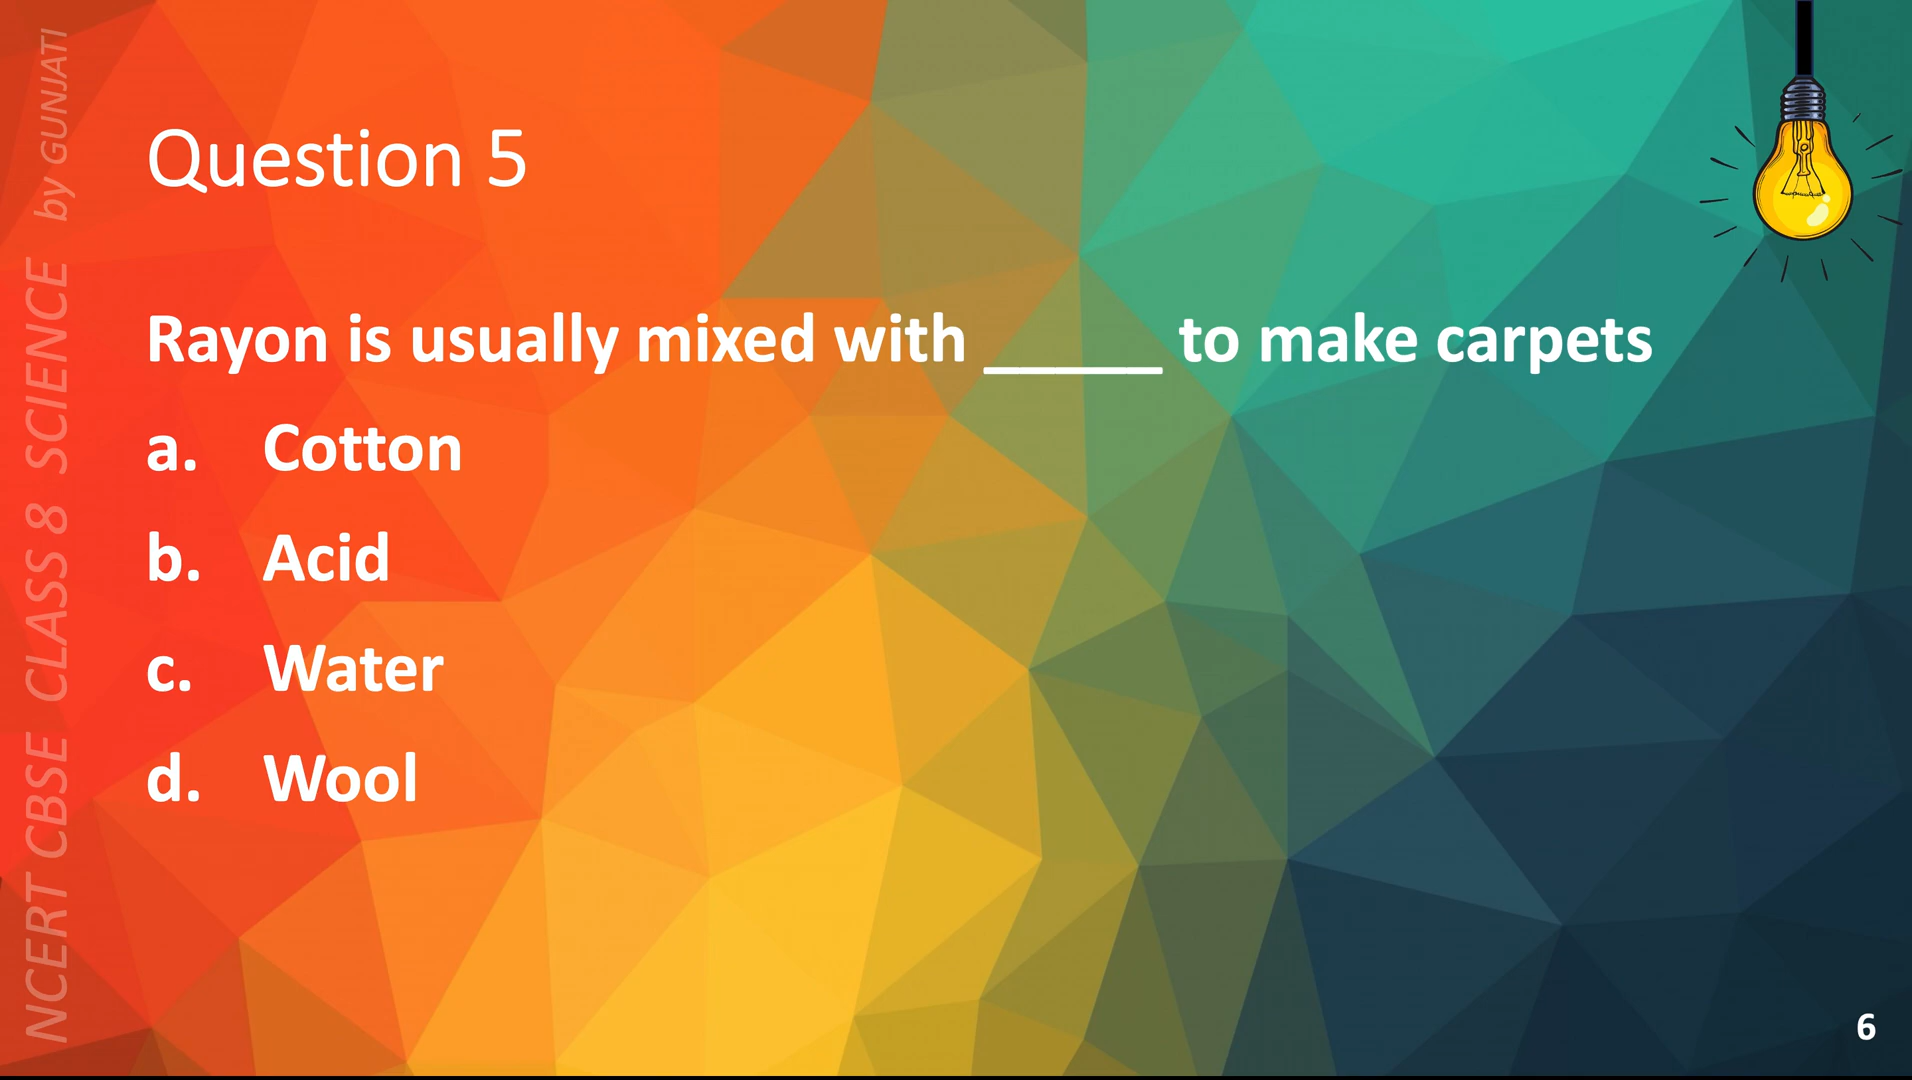 Question 5
Rayon is usually mixed with ______ to make carpets
a. Cotton
b. Acid
c. Water
d. Wool
NCERT CBSE CLASS 8 SCIENCE by GUNJATI
6